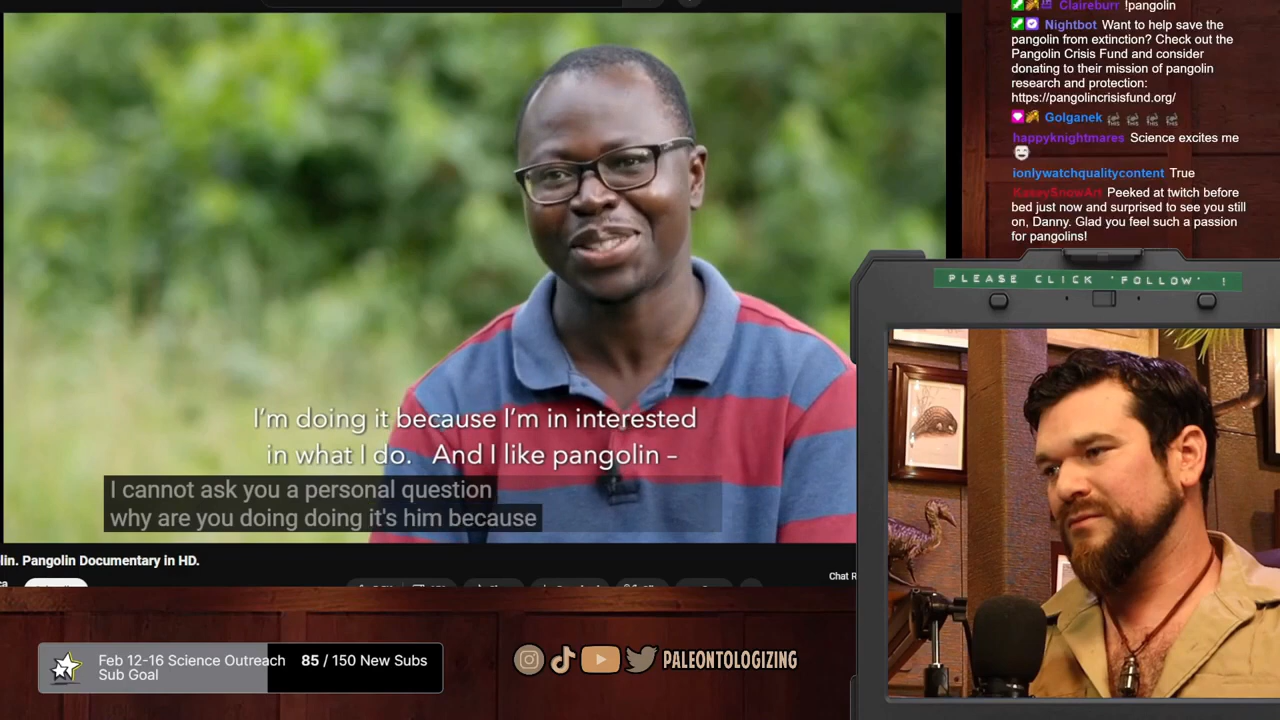 Claireburr !pangolin
Nightbot Want to help save the
pangolin from extinction? Check out the
Pangolin Crisis Fund and consider
donating to their mission of pangolin
research and protection:
https://pangolincrisisfund.org/
Golganek
happyknightmares Science excites me
ionlywatchqualitycontent True
KaseySnowArt Peeked at twitch before
bed just now and surprised to see you still
on, Danny. Glad you feel such a passion
for pangolins!
PLEASE CLICK 'FOLLOW' !
I'm doing it because I'm in interested
in what I do. And I like pangolin –
I cannot ask you a personal question
why are you doing doing it's him because
lin. Pangolin Documentary in HD.
Chat R
Feb 12-16 Science Outreach
Sub Goal
85 / 150 New Subs
PALEONTOLOGIZING